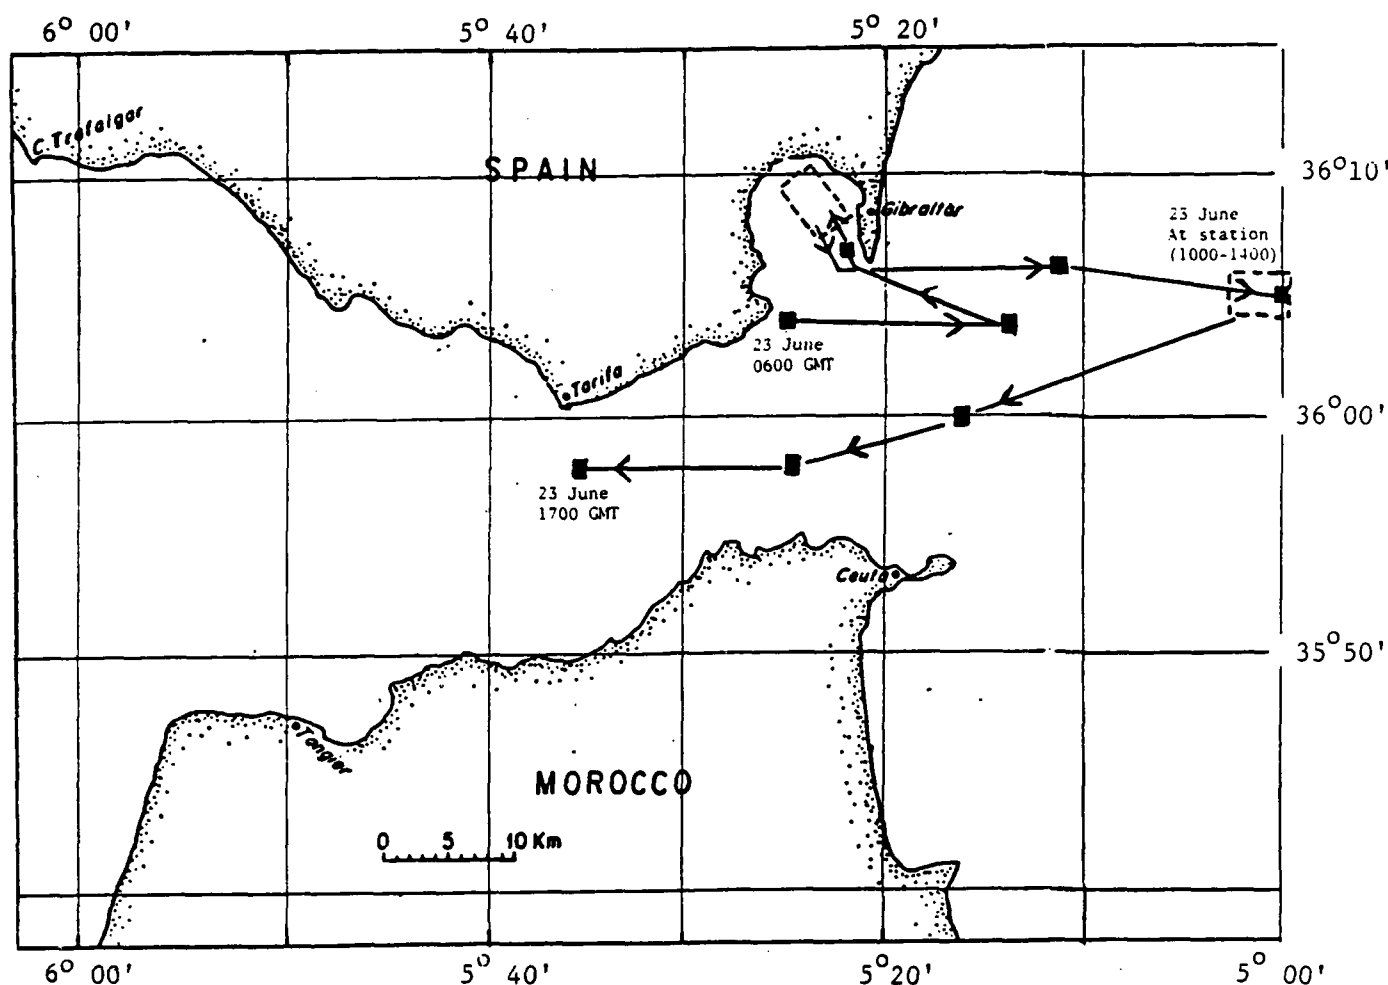 6° 00'
5° 40'
5° 20'
C. Trafalgar
SPAIN
36° 10'
Gibraltar
23 June
At station
(1000-1400)
23 June
0600 GMT
Tarifa
36° 00'
23 June
1700 GMT
Ceuta
35° 50'
Tangier
MOROCCO
0 5 10 Km
6° 00'
5° 40'
5° 20'
5° 00'